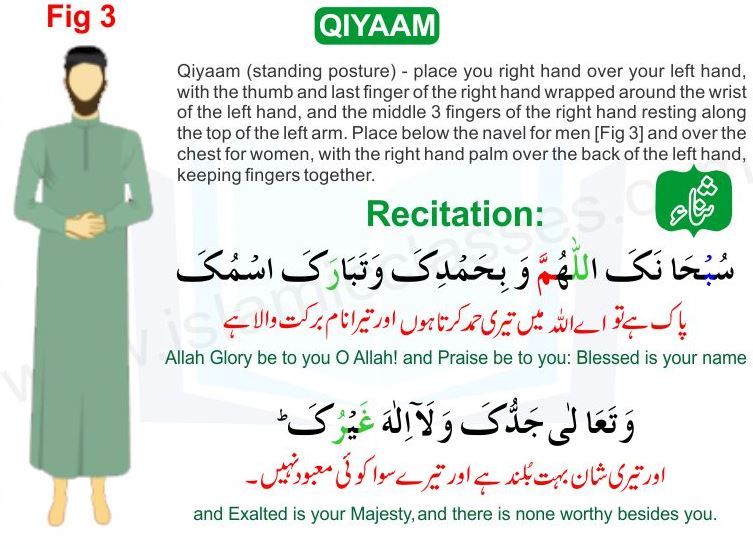 Fig 3
QIYAAM
Qiyaam (standing posture) - place you right hand over your left hand,
with the thumb and last finger of the right hand wrapped around the wrist
of the left hand, and the middle 3 fingers of the right hand resting along
the top of the left arm. Place below the navel for men [Fig 3] and over the
chest for women, with the right hand palm over the back of the left hand,
keeping fingers together.
ثناء
Recitation:
سُبْحَا نَكَ اللّٰهُمَّ وَ بِحَمْدِكَ وَتَبَارَكَ اسْمُكَ
پاک ہے تو اے اللہ میں تیری حمد کرتا ہوں اور تیرا نام برکت والا ہے
Allah Glory be to you O Allah! and Praise be to you: Blessed is your name
وَ تَعَا لٰى جَدُّكَ وَ لَآ اِلٰهَ غَيْرُكَ ؕ
اور تیری شان بہت بُلند ہے اور تیرے سوا کوئی معبود نہیں۔
and Exalted is your Majesty, and there is none worthy besides you.